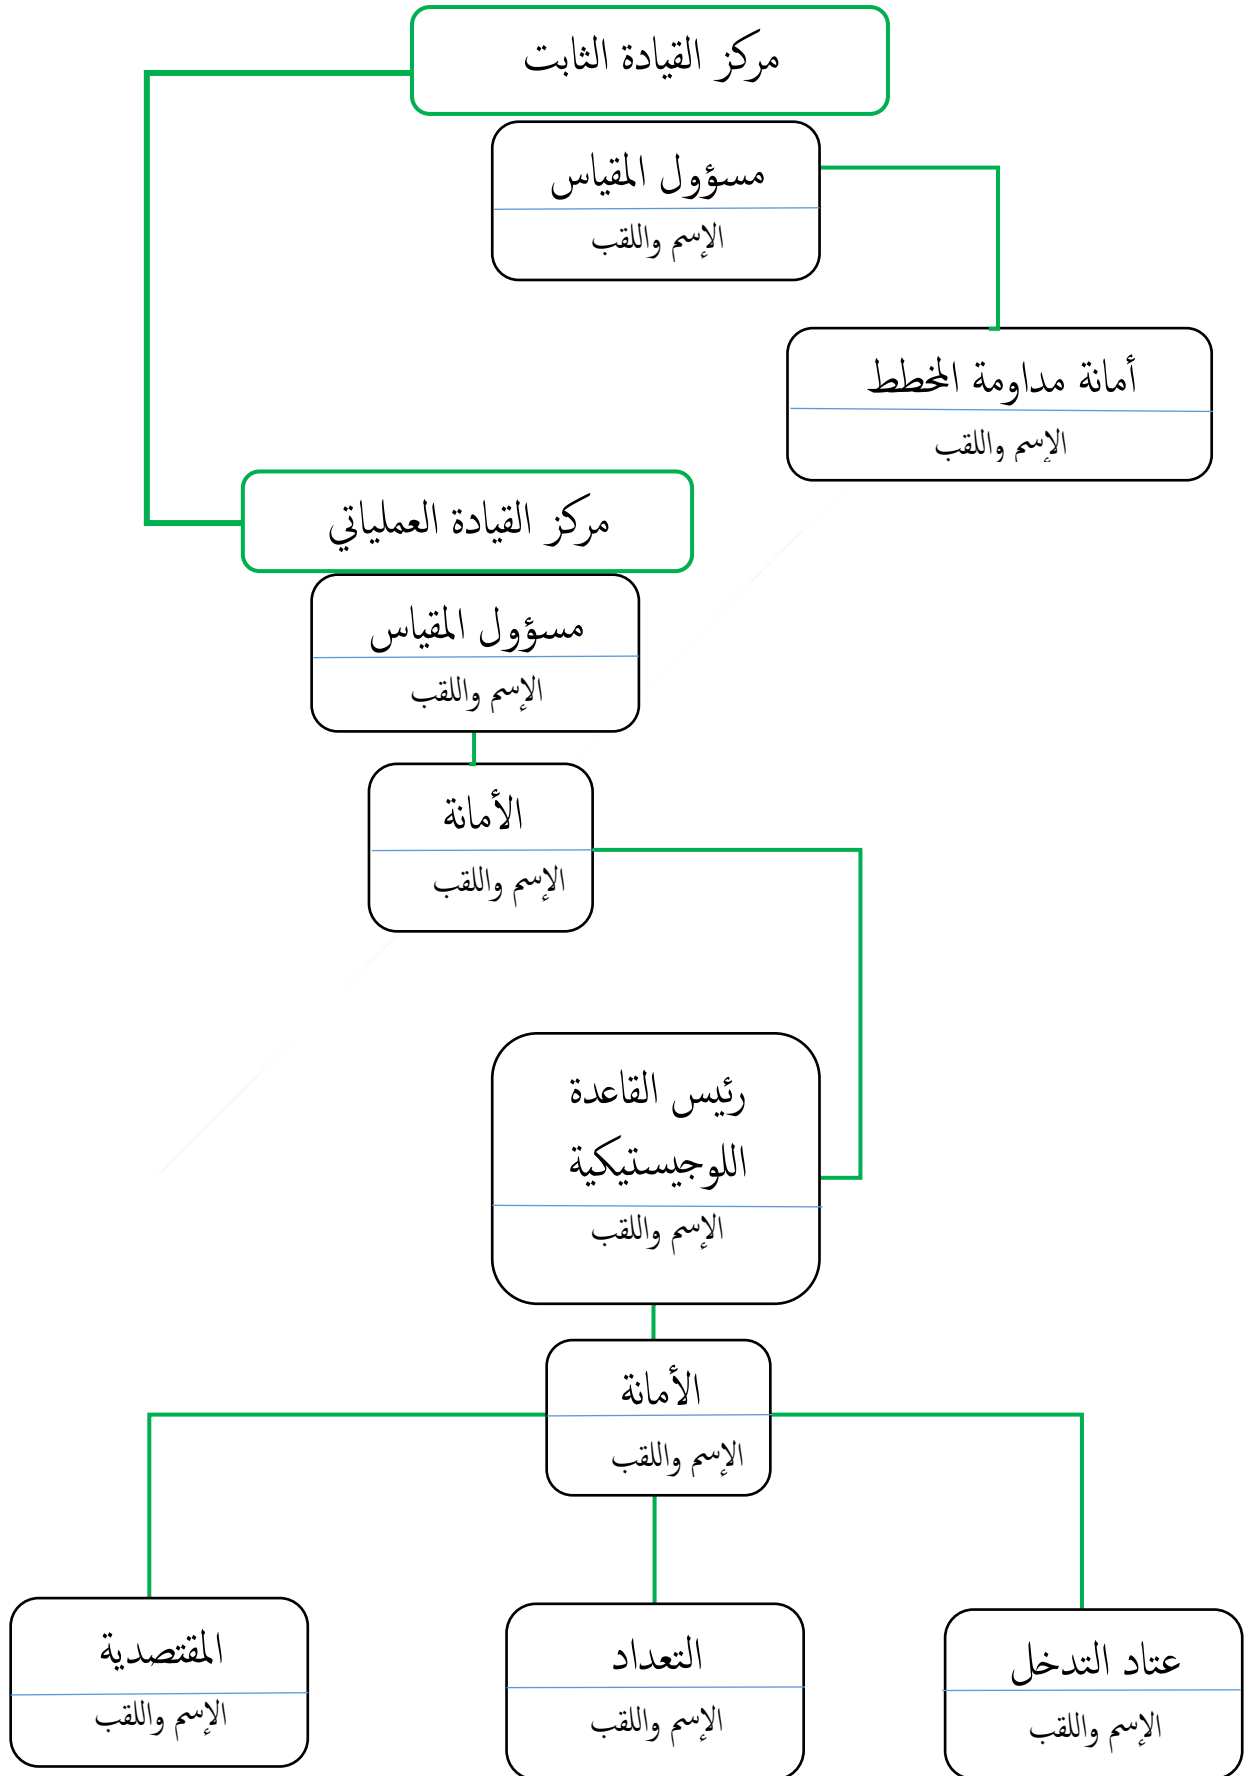 مركز القيادة الثابت
مسؤول المقياس
الإسم واللقب
أمانة مداومة المخطط
الإسم واللقب
مركز القيادة العملياتي
مسؤول المقياس
الإسم واللقب
الأمانة
الإسم واللقب
رئيس القاعدة
اللوجيستيكية
الإسم واللقب
الأمانة
الإسم واللقب
عتاد التدخل
الإسم واللقب
التعداد
الإسم واللقب
المقتصدية
الإسم واللقب